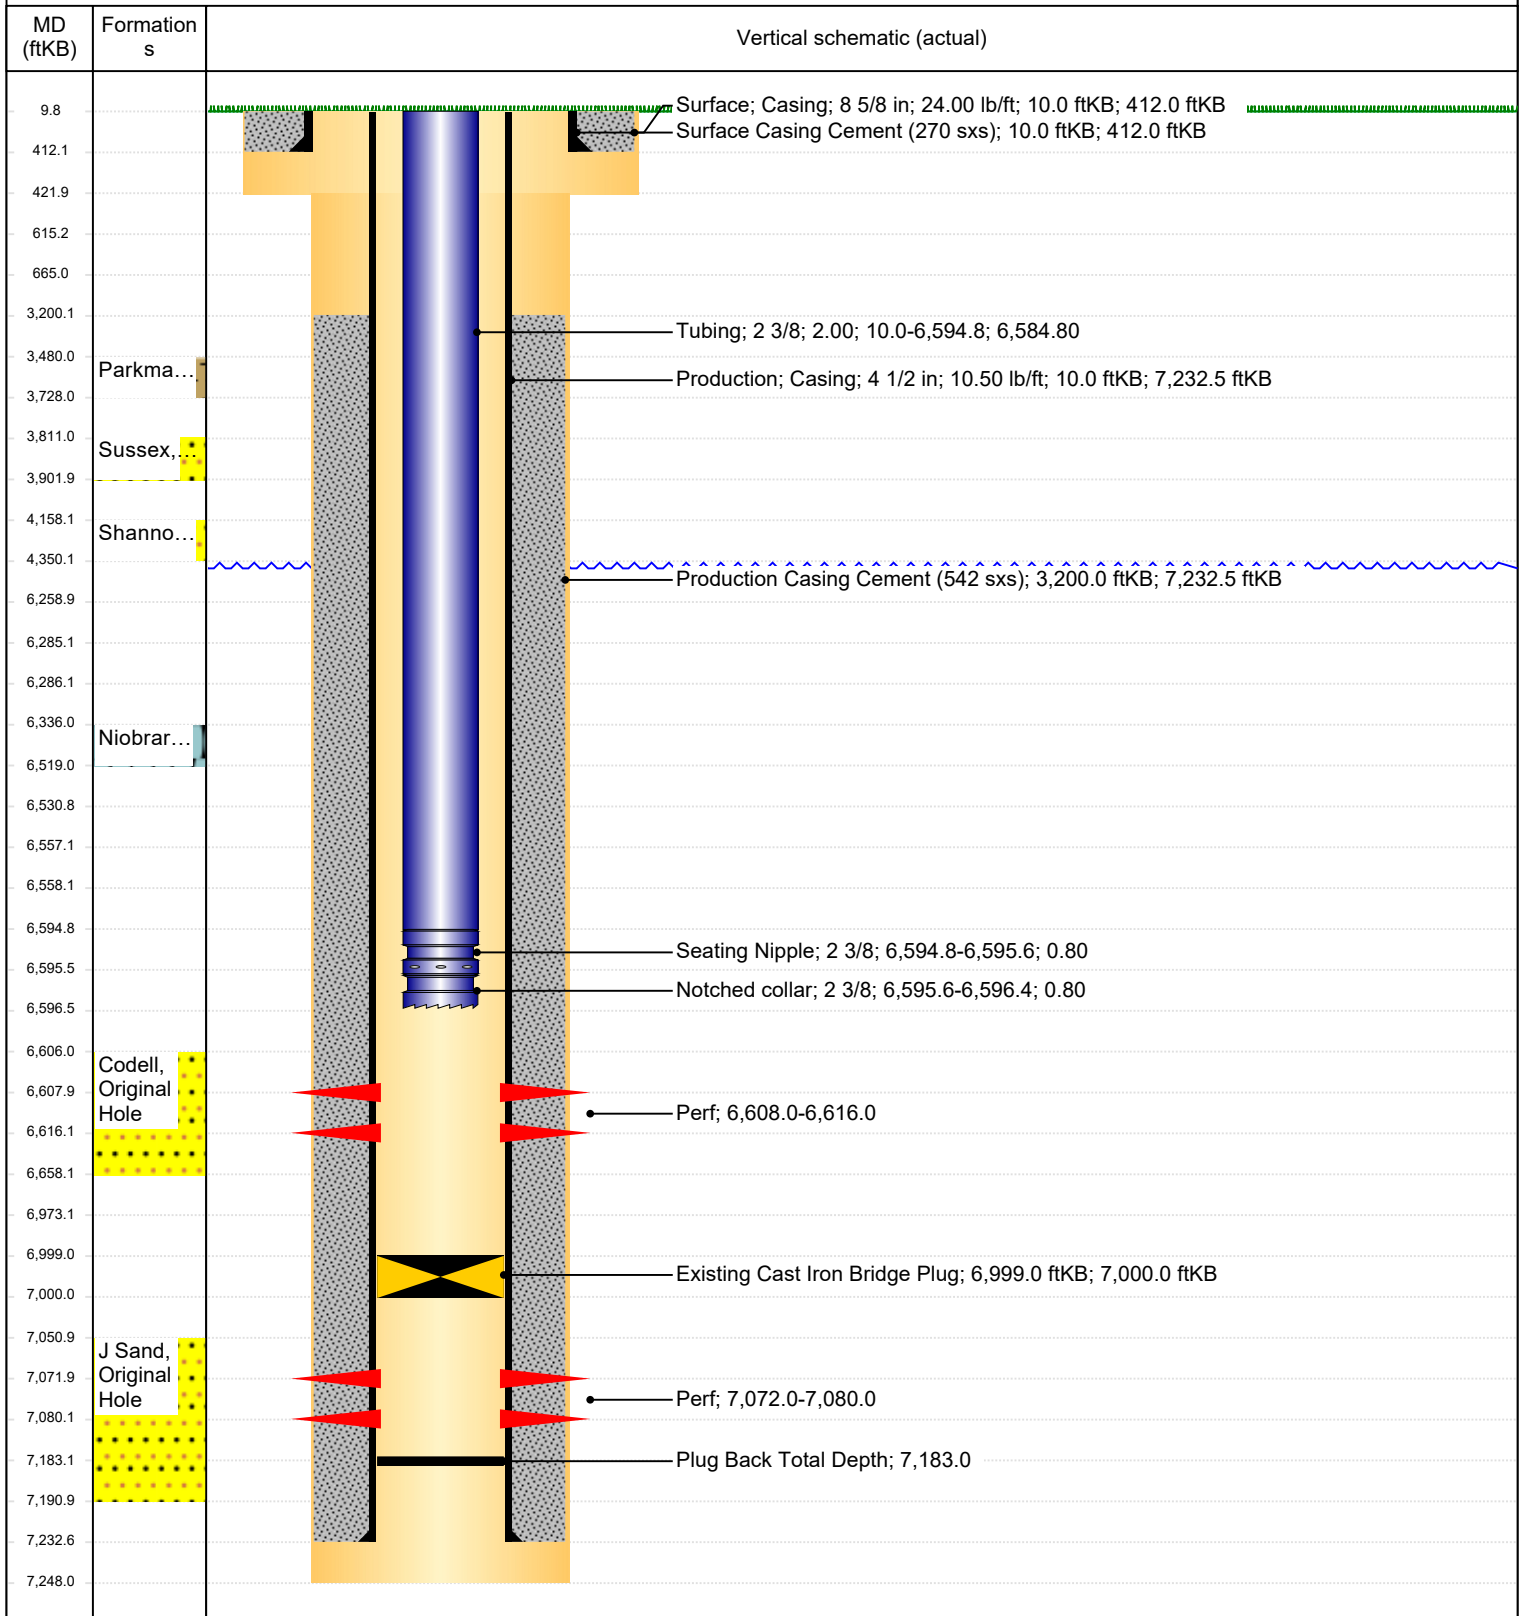 MD
(ftKB)
Formation
s
Vertical schematic (actual)
9.8
Surface; Casing; 8 5/8 in; 24.00 lb/ft; 10.0 ftKB; 412.0 ftKB
Surface Casing Cement (270 sxs); 10.0 ftKB; 412.0 ftKB
412.1
421.9
615.2
665.0
3,200.1
Tubing; 2 3/8; 2.00; 10.0-6,594.8; 6,584.80
3,480.0
Parkma...
Production; Casing; 4 1/2 in; 10.50 lb/ft; 10.0 ftKB; 7,232.5 ftKB
3,728.0
3,811.0
Sussex,...
3,901.9
4,158.1
Shanno...
4,350.1
Production Casing Cement (542 sxs); 3,200.0 ftKB; 7,232.5 ftKB
6,258.9
6,285.1
6,286.1
6,336.0
Niobrar...
6,519.0
6,530.8
6,557.1
6,558.1
6,594.8
Seating Nipple; 2 3/8; 6,594.8-6,595.6; 0.80
6,595.5
Notched collar; 2 3/8; 6,595.6-6,596.4; 0.80
6,596.5
6,606.0
Codell,
Original
Hole
6,607.9
Perf; 6,608.0-6,616.0
6,616.1
6,658.1
6,973.1
6,999.0
Existing Cast Iron Bridge Plug; 6,999.0 ftKB; 7,000.0 ftKB
7,000.0
7,050.9
J Sand,
Original
Hole
7,071.9
Perf; 7,072.0-7,080.0
7,080.1
7,183.1
Plug Back Total Depth; 7,183.0
7,190.9
7,232.6
7,248.0